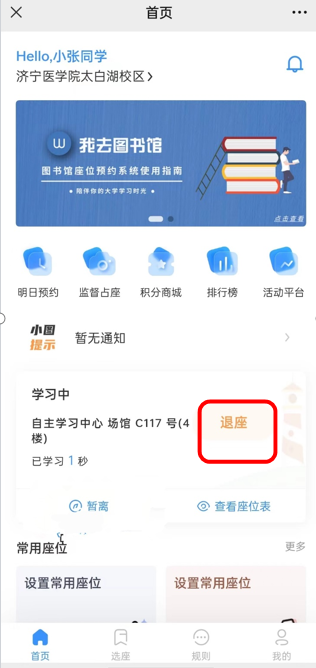 首页
Hello,小张同学
济宁医学院太白湖校区
我去图书馆
图书馆座位预约系统使用指南
陪伴你的大学学习时光
点击查看
明日预约 监督占座 积分商城 排行榜 活动平台
小图
提示
暂无通知
学习中
自主学习中心 场馆 C117 号(4
楼)
退座
已学习 1 秒
暂离 查看座位表
常用座位 更多
设置常用座位 设置常用座位
首页 选座 规则 我的